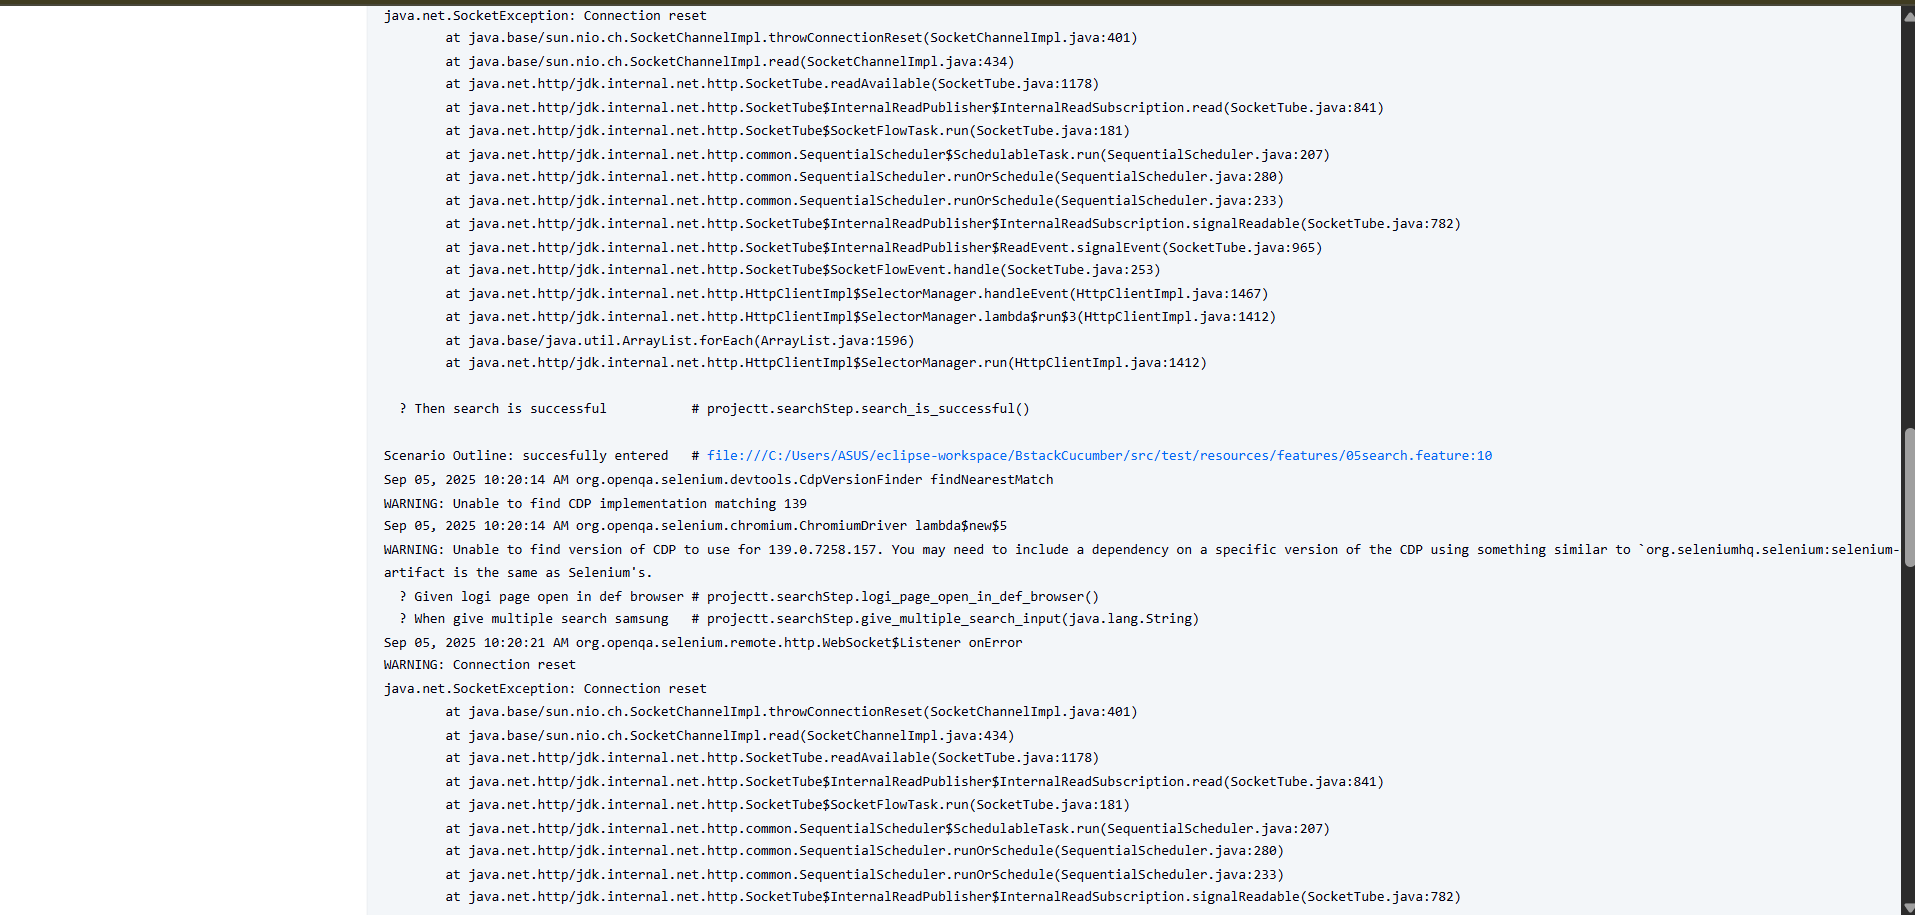 java.net.SocketException: Connection reset
at java.base/sun.nio.ch.SocketChannelImpl.throwConnectionReset(SocketChannelImpl.java:401)
at java.base/sun.nio.ch.SocketChannelImpl.read(SocketChannelImpl.java:434)
at java.net.http/jdk.internal.net.http.SocketTube.readAvailable(SocketTube.java:1178)
at java.net.http/jdk.internal.net.http.SocketTube$InternalReadPublisher$InternalReadSubscription.read(SocketTube.java:841)
at java.net.http/jdk.internal.net.http.SocketTube$SocketFlowTask.run(SocketTube.java:181)
at java.net.http/jdk.internal.net.http.common.SequentialScheduler$SchedulableTask.run(SequentialScheduler.java:207)
at java.net.http/jdk.internal.net.http.common.SequentialScheduler.runOrSchedule(SequentialScheduler.java:280)
at java.net.http/jdk.internal.net.http.common.SequentialScheduler.runOrSchedule(SequentialScheduler.java:233)
at java.net.http/jdk.internal.net.http.SocketTube$InternalReadPublisher$InternalReadSubscription.signalReadable(SocketTube.java:782)
at java.net.http/jdk.internal.net.http.SocketTube$InternalReadPublisher$ReadEvent.signalEvent(SocketTube.java:965)
at java.net.http/jdk.internal.net.http.SocketTube$SocketFlowEvent.handle(SocketTube.java:253)
at java.net.http/jdk.internal.net.http.HttpClientImpl$SelectorManager.handleEvent(HttpClientImpl.java:1467)
at java.net.http/jdk.internal.net.http.HttpClientImpl$SelectorManager.lambda$run$3(HttpClientImpl.java:1412)
at java.base/java.util.ArrayList.forEach(ArrayList.java:1596)
at java.net.http/jdk.internal.net.http.HttpClientImpl$SelectorManager.run(HttpClientImpl.java:1412)
? Then search is successful # projectt.searchStep.search_is_successful()
Scenario Outline: succesfully entered # file:///C:/Users/ASUS/eclipse-workspace/BstackCucumber/src/test/resources/features/05search.feature:10
Sep 05, 2025 10:20:14 AM org.openqa.selenium.devtools.CdpVersionFinder findNearestMatch
WARNING: Unable to find CDP implementation matching 139
Sep 05, 2025 10:20:14 AM org.openqa.selenium.chromium.ChromiumDriver lambda$new$5
WARNING: Unable to find version of CDP to use for 139.0.7258.157. You may need to include a dependency on a specific version of the CDP using something similar to `org.seleniumhq.selenium:selenium-
artifact is the same as Selenium's.
? Given logi page open in def browser # projectt.searchStep.logi_page_open_in_def_browser()
? When give multiple search samsung # projectt.searchStep.give_multiple_search_input(java.lang.String)
Sep 05, 2025 10:20:21 AM org.openqa.selenium.remote.http.WebSocket$Listener onError
WARNING: Connection reset
java.net.SocketException: Connection reset
at java.base/sun.nio.ch.SocketChannelImpl.throwConnectionReset(SocketChannelImpl.java:401)
at java.base/sun.nio.ch.SocketChannelImpl.read(SocketChannelImpl.java:434)
at java.net.http/jdk.internal.net.http.SocketTube.readAvailable(SocketTube.java:1178)
at java.net.http/jdk.internal.net.http.SocketTube$InternalReadPublisher$InternalReadSubscription.read(SocketTube.java:841)
at java.net.http/jdk.internal.net.http.SocketTube$SocketFlowTask.run(SocketTube.java:181)
at java.net.http/jdk.internal.net.http.common.SequentialScheduler$SchedulableTask.run(SequentialScheduler.java:207)
at java.net.http/jdk.internal.net.http.common.SequentialScheduler.runOrSchedule(SequentialScheduler.java:280)
at java.net.http/jdk.internal.net.http.common.SequentialScheduler.runOrSchedule(SequentialScheduler.java:233)
at java.net.http/jdk.internal.net.http.SocketTube$InternalReadPublisher$InternalReadSubscription.signalReadable(SocketTube.java:782)